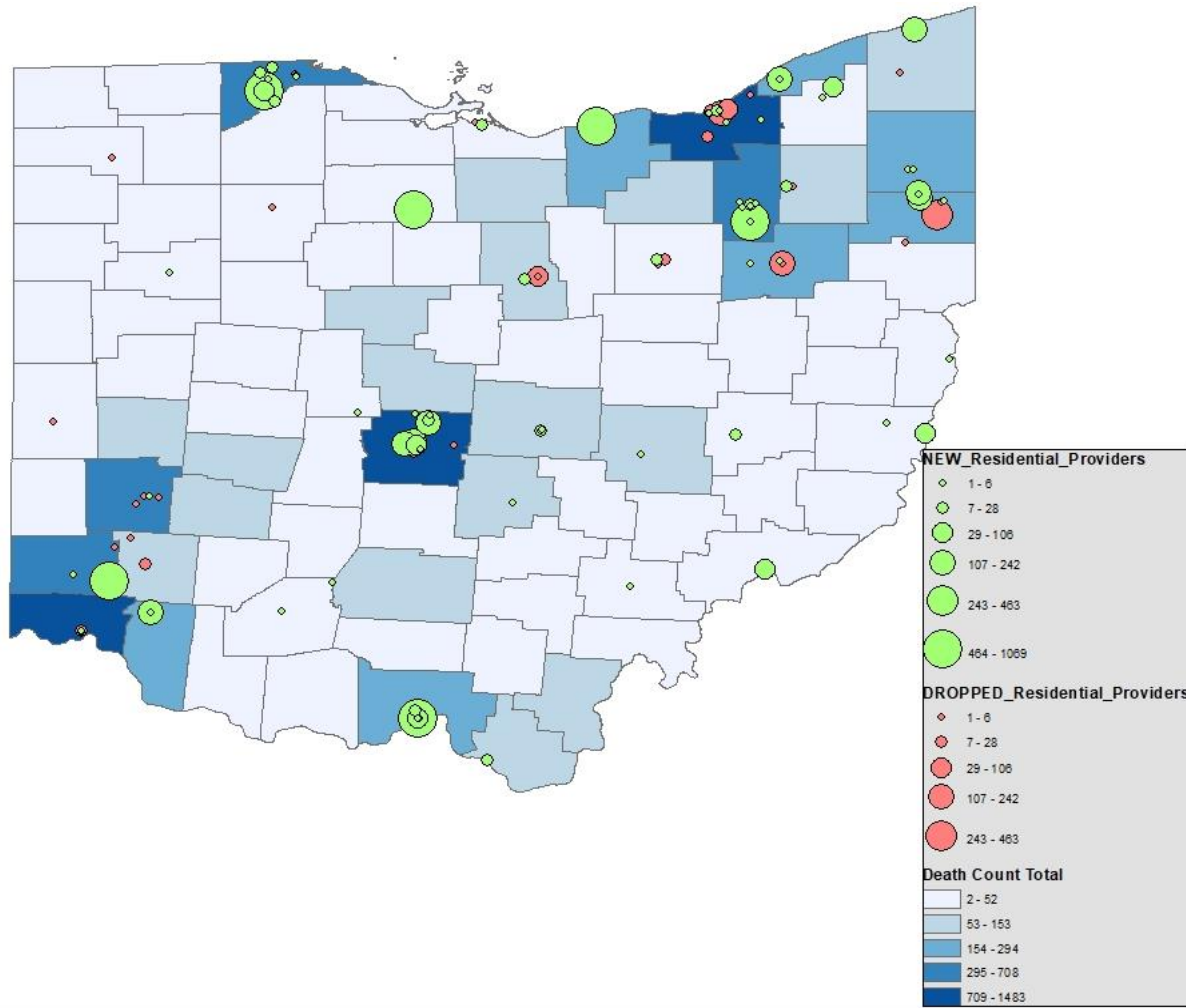 NEW_Residential_Providers
1 - 6
7 - 28
29 - 106
107 - 242
243 - 463
464 - 1069
DROPPED_Residential_Providers
1 - 6
7 - 28
29 - 106
107 - 242
243 - 463
Death Count Total
2 - 52
53 - 153
154 - 294
295 - 708
709 - 1483